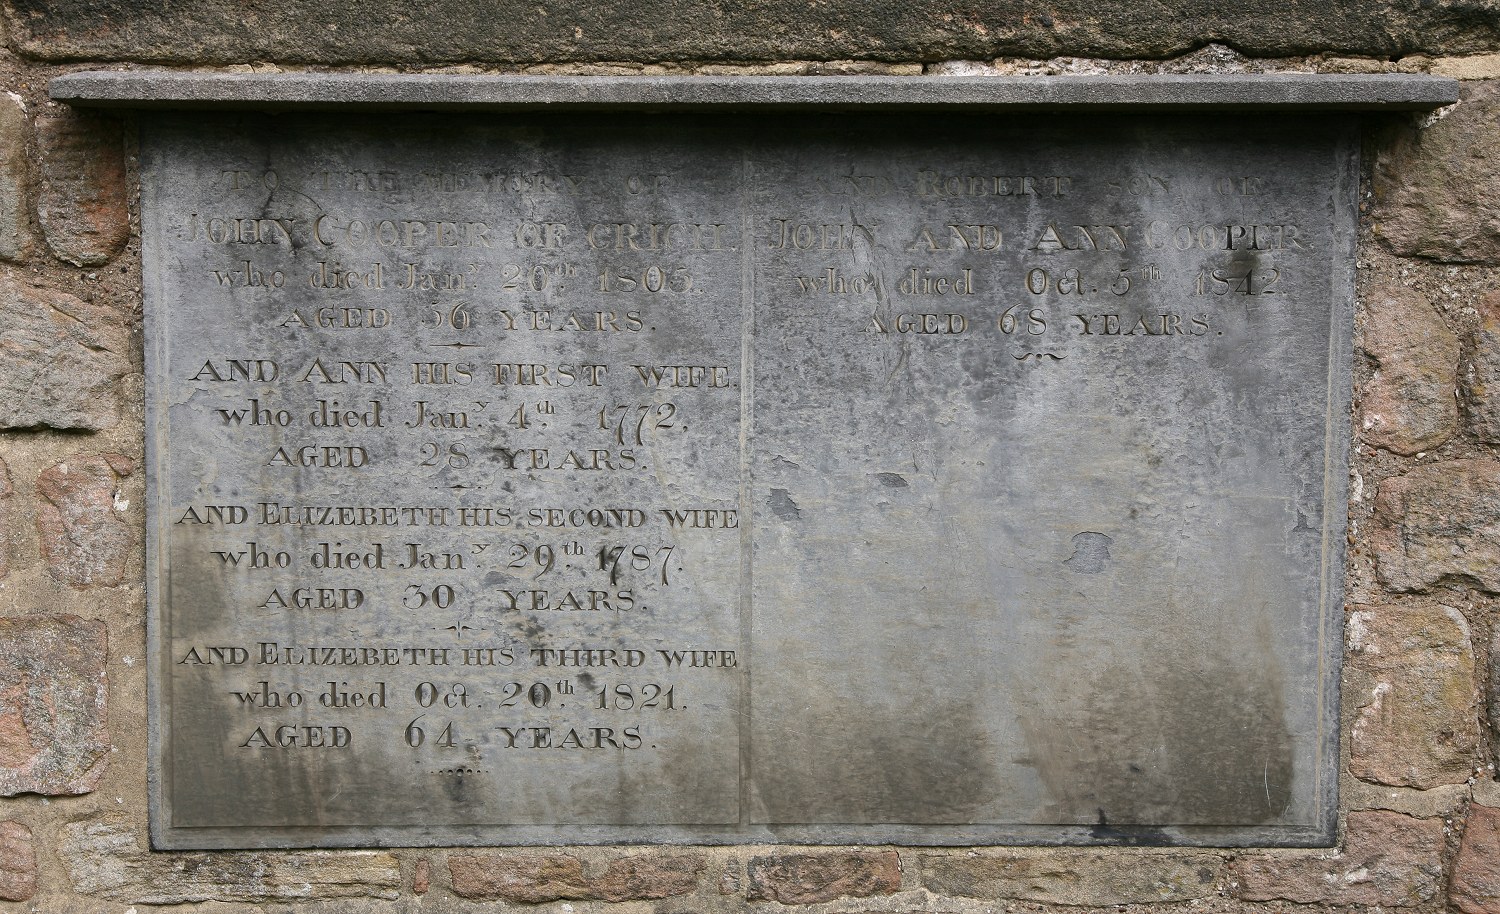 TO THE MEMORY OF
JOHN COOPER OF CRICH.
who died Jan.y 20th 1805.
AGED 56 YEARS.
AND ANN HIS FIRST WIFE.
who died Jan.y 4th 1772.
AGED 28 YEARS.
AND ELIZEBETH HIS SECOND WIFE
who died Jan.y 29th 1787.
AGED 30 YEARS.
AND ELIZEBETH HIS THIRD WIFE
who died Oct. 20th 1821.
AGED 64 YEARS.
AND ROBERT SON OF
JOHN AND ANN COOPER.
who died Oct. 5th 1842.
AGED 68 YEARS.